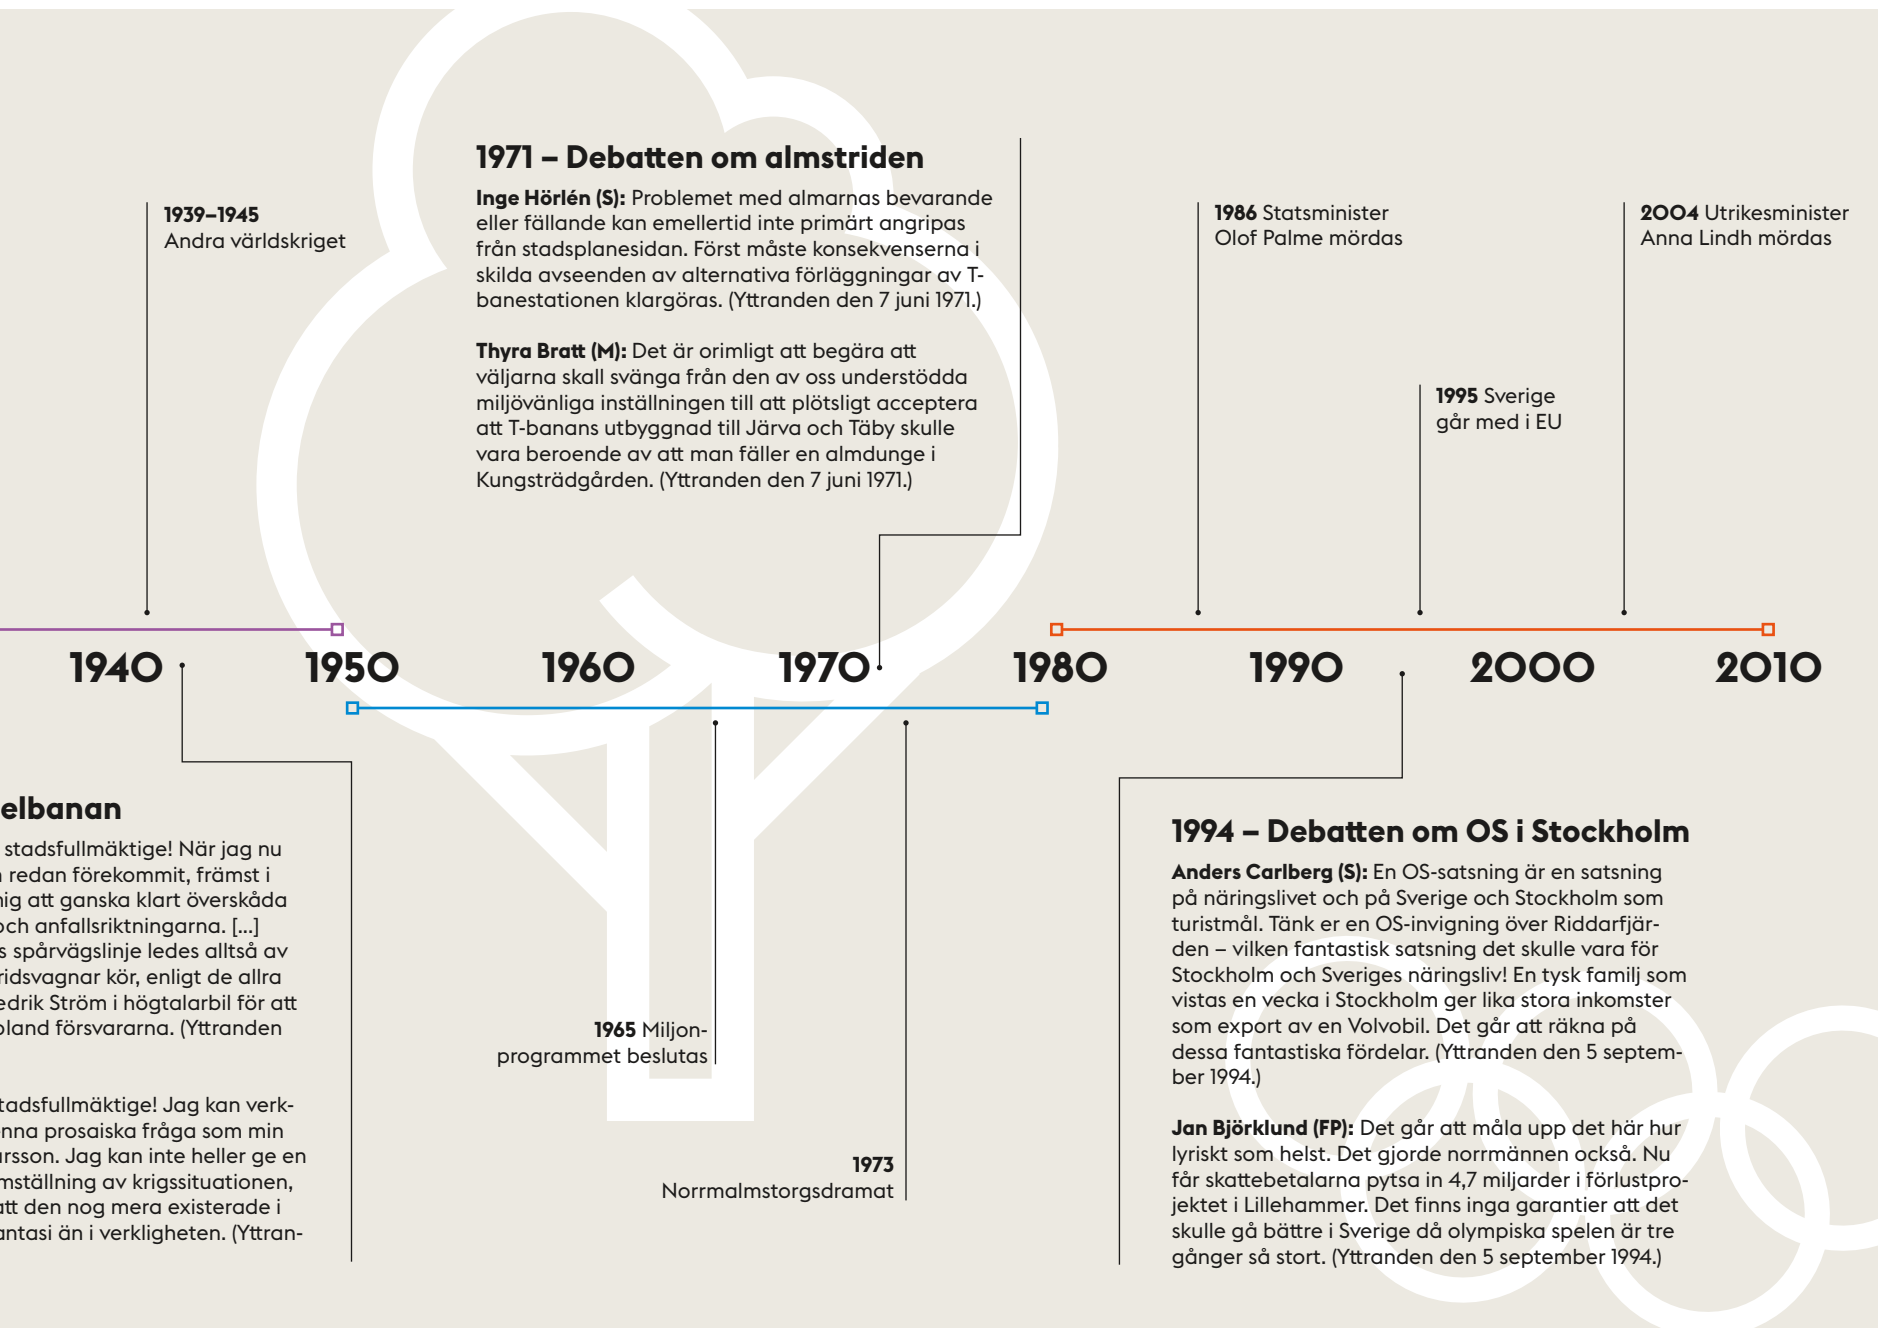 1939–1945
Andra världskriget
1971 – Debatten om almstriden
Inge Hörlén (S): Problemet med almarnas bevarande
eller fällande kan emellertid inte primärt angripas
från stadsplanesidan. Först måste konsekvenserna i
skilda avseenden av alternativa förläggningar av T-
banestationen klargöras. (Yttranden den 7 juni 1971.)
Thyra Bratt (M): Det är orimligt att begära att
väljarna skall svänga från den av oss understödda
miljövänliga inställningen till att plötsligt acceptera
att T-banans utbyggnad till Järva och Täby skulle
vara beroende av att man fäller en almdunge i
Kungsträdgården. (Yttranden den 7 juni 1971.)
1986 Statsminister
Olof Palme mördas
1995 Sverige
går med i EU
2004 Utrikesminister
Anna Lindh mördas
1940 1950 1960 1970 1980 1990 2000 2010
elbanan
stadsfullmäktige! När jag nu
redan förekommit, främst i
mig att ganska klart överskåda
och anfallsriktningarna. [...]
s spårvägslinje ledes alltså av
ridsvagnar kör, enligt de allra
edrik Ström i högtalarbil för att
bland försvararna. (Yttranden
stadsfullmäktige! Jag kan verk-
enna prosaiska fråga som min
arsson. Jag kan inte heller ge en
mställning av krigssituationen,
att den nog mera existerade i
antasi än i verkligheten. (Yttran-
1965 Miljon-
programmet beslutas
1973
Norrmalmstorgsdramat
1994 – Debatten om OS i Stockholm
Anders Carlberg (S): En OS-satsning är en satsning
på näringslivet och på Sverige och Stockholm som
turistmål. Tänk er en OS-invigning över Riddarfjär-
den – vilken fantastisk satsning det skulle vara för
Stockholm och Sveriges näringsliv! En tysk familj som
vistas en vecka i Stockholm ger lika stora inkomster
som export av en Volvobil. Det går att räkna på
dessa fantastiska fördelar. (Yttranden den 5 septem-
ber 1994.)
Jan Björklund (FP): Det går att måla upp det här hur
lyriskt som helst. Det gjorde norrmännen också. Nu
får skattebetalarna pytsa in 4,7 miljarder i förlustpro-
jektet i Lillehammer. Det finns inga garantier att det
skulle gå bättre i Sverige då olympiska spelen är tre
gånger så stort. (Yttranden den 5 september 1994.)